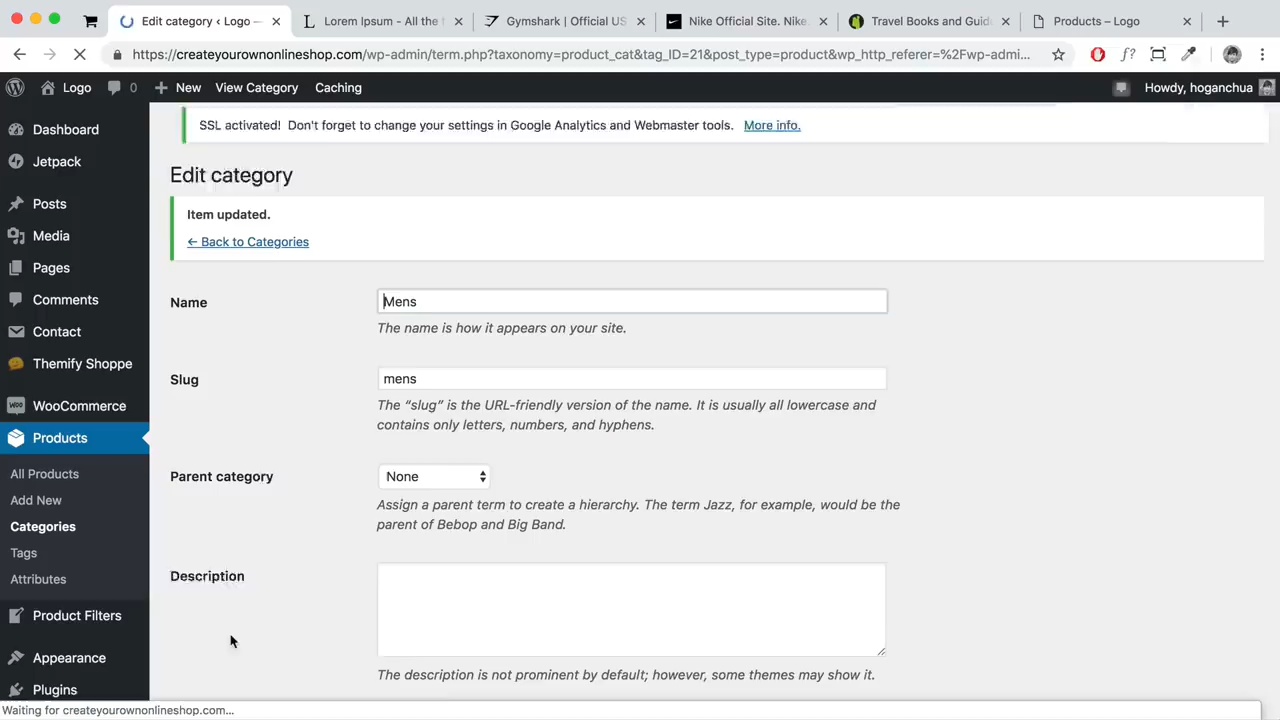 Edit category ‹ Logo —
Lorem Ipsum - All the f
Gymshark | Official US
Nike Official Site. Nike.
Travel Books and Guide
Products – Logo
https://createyourownonlineshop.com/wp-admin/term.php?taxonomy=product_cat&tag_ID=21&post_type=product&wp_http_referer=%2Fwp-admi...
f?
Logo
0
New
View Category
Caching
Howdy, hoganchua
SSL activated! Don't forget to change your settings in Google Analytics and Webmaster tools. More info.
Dashboard
Jetpack
Posts
Media
Pages
Comments
Contact
Themify Shoppe
WooCommerce
Products
All Products
Add New
Categories
Tags
Attributes
Product Filters
Appearance
Plugins
Edit category
Item updated.
← Back to Categories
Name
Mens
The name is how it appears on your site.
Slug
mens
The “slug” is the URL-friendly version of the name. It is usually all lowercase and
contains only letters, numbers, and hyphens.
Parent category
None
Assign a parent term to create a hierarchy. The term Jazz, for example, would be the
parent of Bebop and Big Band.
Description
The description is not prominent by default; however, some themes may show it.
Waiting for createyourownonlineshop.com...